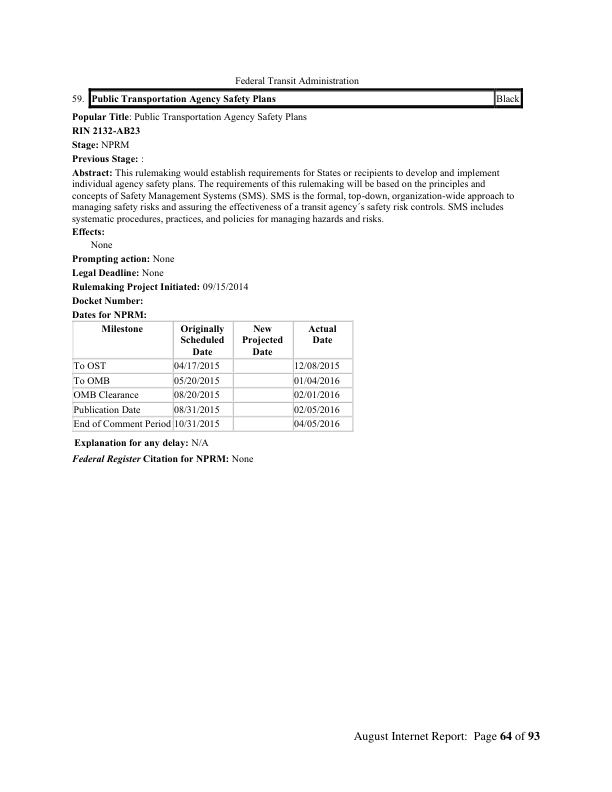 Federal Transit Administration
59. Public Transportation Agency Safety Plans Black
Popular Title: Public Transportation Agency Safety Plans
RIN 2132-AB23
Stage: NPRM
Previous Stage: :
Abstract: This rulemaking would establish requirements for States or recipients to develop and implement
individual agency safety plans. The requirements of this rulemaking will be based on the principles and
concepts of Safety Management Systems (SMS). SMS is the formal, top-down, organization-wide approach to
managing safety risks and assuring the effectiveness of a transit agency´s safety risk controls. SMS includes
systematic procedures, practices, and policies for managing hazards and risks.
Effects:
None
Prompting action: None
Legal Deadline: None
Rulemaking Project Initiated: 09/15/2014
Docket Number:
Dates for NPRM:
Milestone Originally New Actual
Scheduled Projected Date
Date Date
To OST 04/17/2015 12/08/2015
To OMB 05/20/2015 01/04/2016
OMB Clearance 08/20/2015 02/01/2016
Publication Date 08/31/2015 02/05/2016
End of Comment Period 10/31/2015 04/05/2016
Explanation for any delay: N/A
Federal Register Citation for NPRM: None
August Internet Report: Page 64 of 93